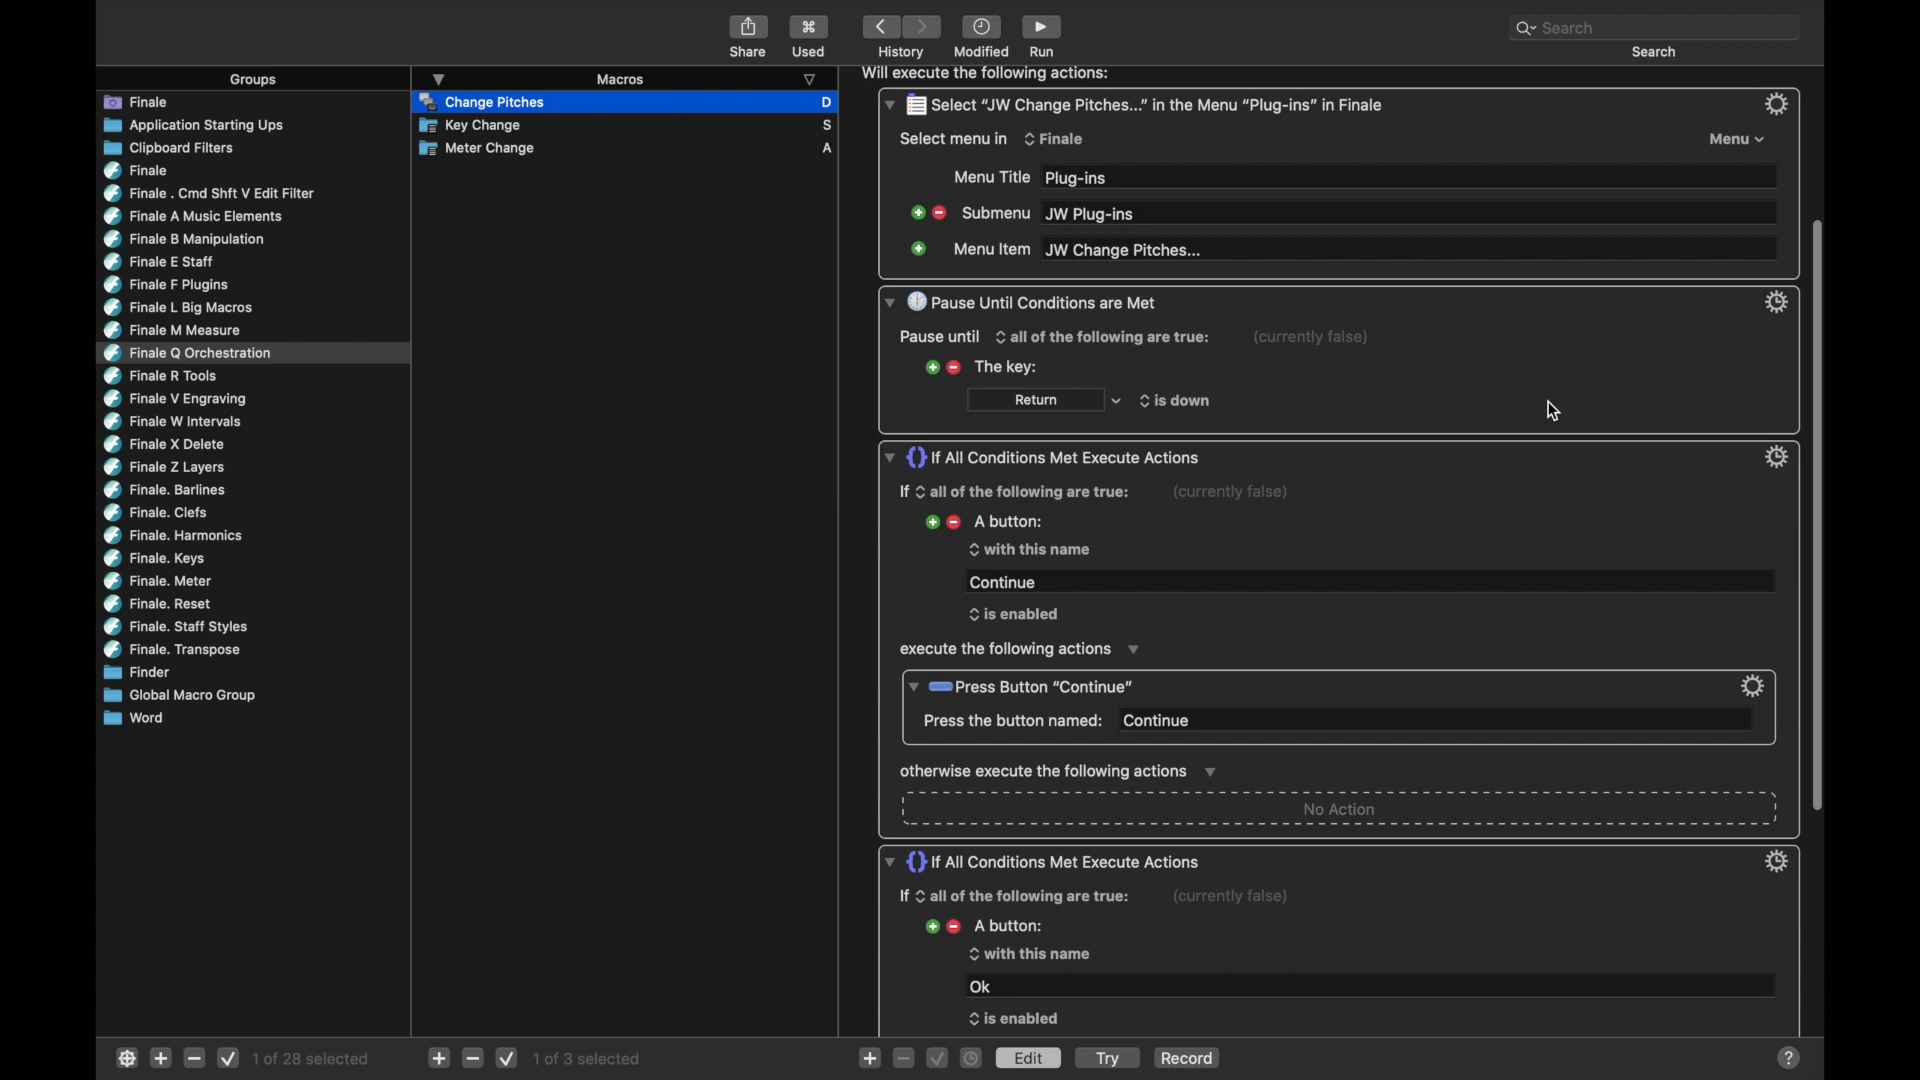 Share
Used
History
Modified
Run
Search
Search
Groups
Finale
Application Starting Ups
Clipboard Filters
Finale
Finale . Cmd Shft V Edit Filter
Finale A Music Elements
Finale B Manipulation
Finale E Staff
Finale F Plugins
Finale L Big Macros
Finale M Measure
Finale Q Orchestration
Finale R Tools
Finale V Engraving
Finale W Intervals
Finale X Delete
Finale Z Layers
Finale. Barlines
Finale. Clefs
Finale. Harmonics
Finale. Keys
Finale. Meter
Finale. Reset
Finale. Staff Styles
Finale. Transpose
Finder
Global Macro Group
Word
Macros
Change Pitches D
Key Change S
Meter Change A
Will execute the following actions:
Select “JW Change Pitches...” in the Menu “Plug-ins” in Finale
Select menu in Finale Menu
Menu Title Plug-ins
Submenu JW Plug-ins
Menu Item JW Change Pitches...
Pause Until Conditions are Met
Pause until all of the following are true: (currently false)
The key:
Return is down
If All Conditions Met Execute Actions
If all of the following are true: (currently false)
A button:
with this name
Continue
is enabled
execute the following actions
Press Button “Continue”
Press the button named: Continue
otherwise execute the following actions
No Action
If All Conditions Met Execute Actions
If all of the following are true: (currently false)
A button:
with this name
Ok
is enabled
1 of 28 selected
1 of 3 selected
Edit
Try
Record
?